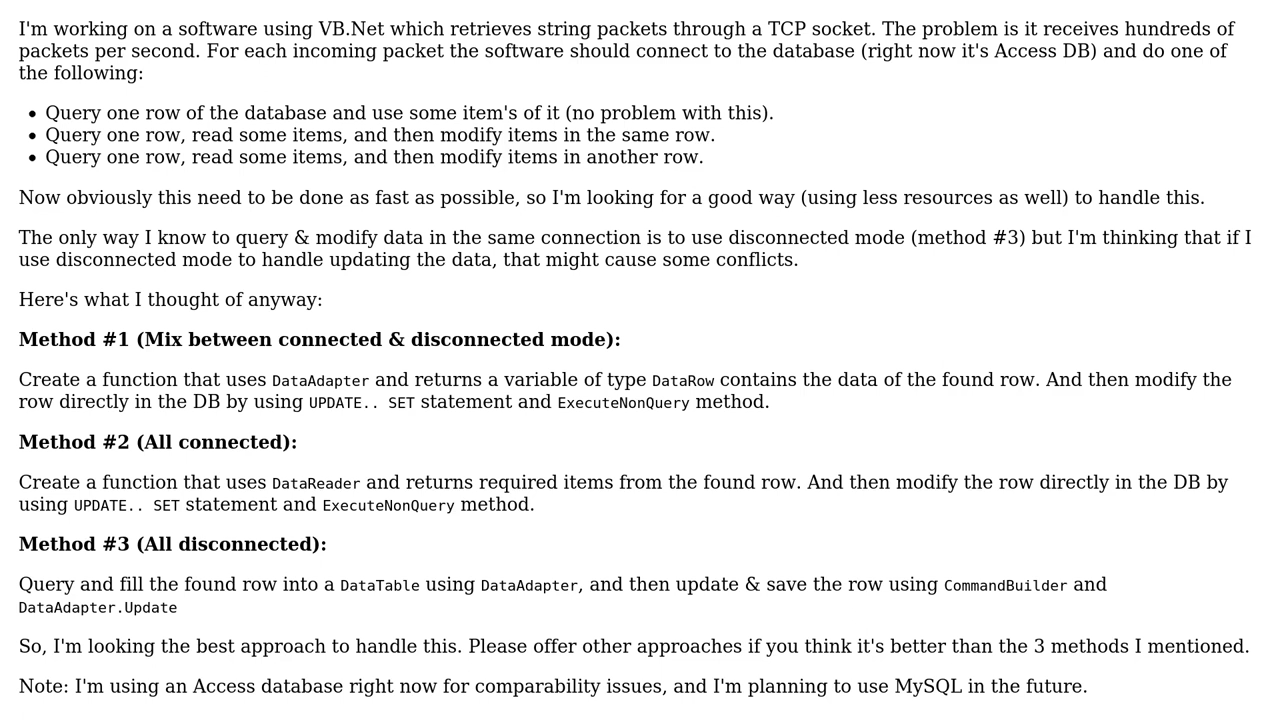 I'm working on a software using VB.Net which retrieves string packets through a TCP socket. The problem is it receives hundreds of
packets per second. For each incoming packet the software should connect to the database (right now it's Access DB) and do one of
the following:
• Query one row of the database and use some item's of it (no problem with this).
• Query one row, read some items, and then modify items in the same row.
• Query one row, read some items, and then modify items in another row.
Now obviously this need to be done as fast as possible, so I'm looking for a good way (using less resources as well) to handle this.
The only way I know to query & modify data in the same connection is to use disconnected mode (method #3) but I'm thinking that if I
use disconnected mode to handle updating the data, that might cause some conflicts.
Here's what I thought of anyway:
Method #1 (Mix between connected & disconnected mode):
Create a function that uses DataAdapter and returns a variable of type DataRow contains the data of the found row. And then modify the
row directly in the DB by using UPDATE.. SET statement and ExecuteNonQuery method.
Method #2 (All connected):
Create a function that uses DataReader and returns required items from the found row. And then modify the row directly in the DB by
using UPDATE.. SET statement and ExecuteNonQuery method.
Method #3 (All disconnected):
Query and fill the found row into a DataTable using DataAdapter, and then update & save the row using CommandBuilder and
DataAdapter.Update
So, I'm looking the best approach to handle this. Please offer other approaches if you think it's better than the 3 methods I mentioned.
Note: I'm using an Access database right now for comparability issues, and I'm planning to use MySQL in the future.